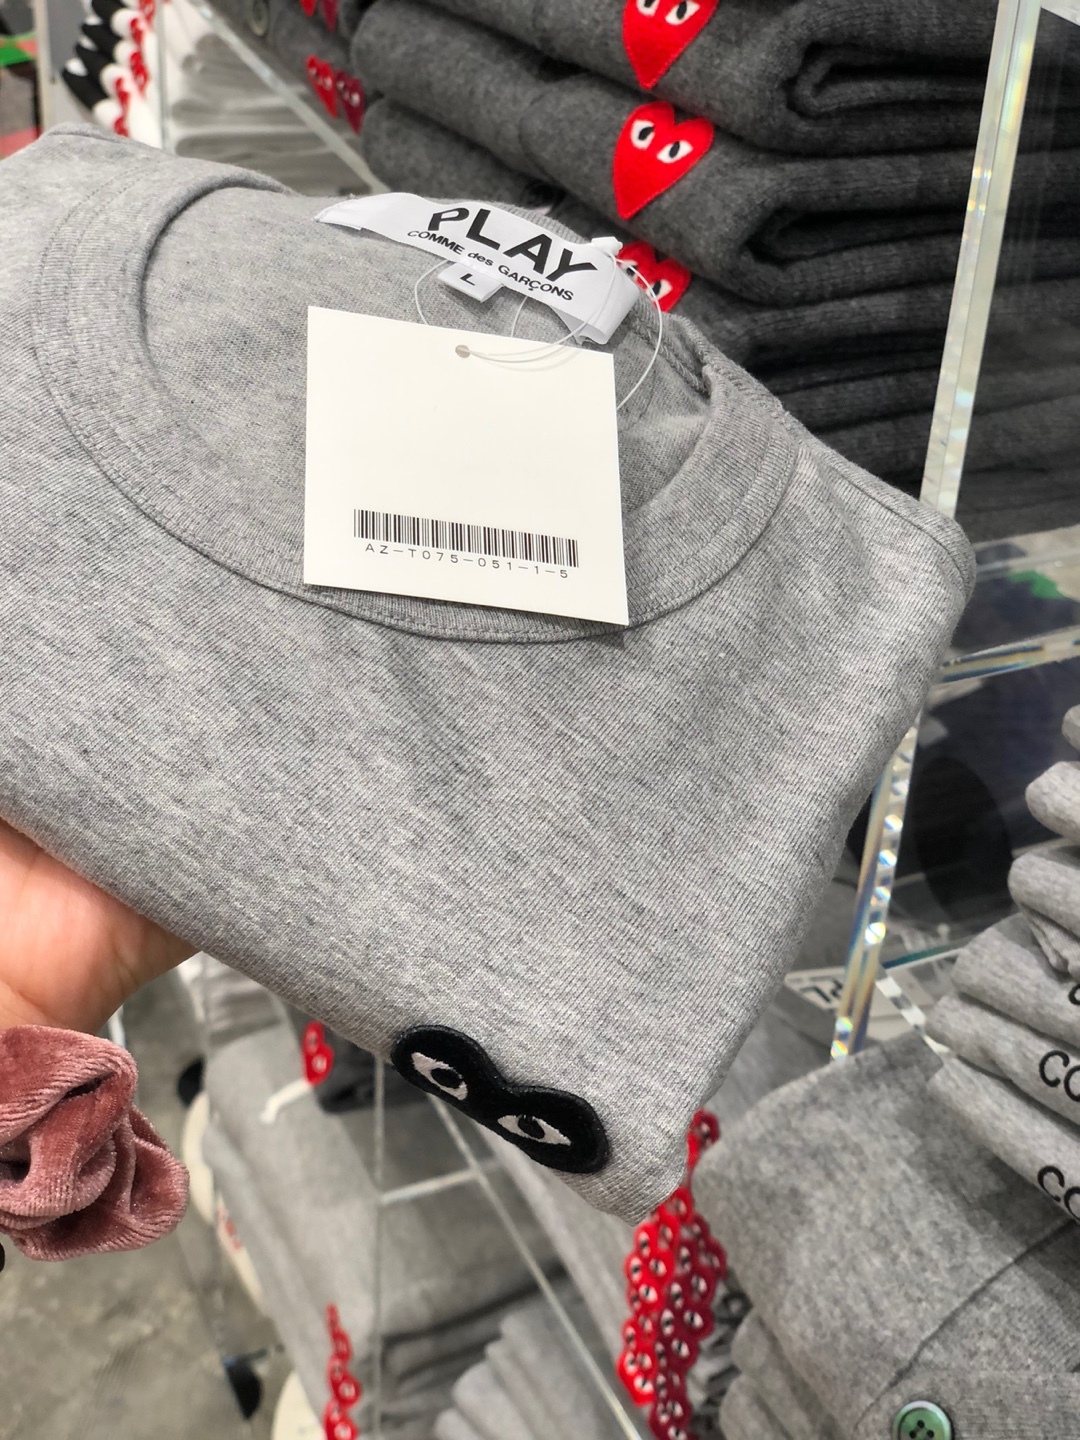 PLAY
COMME des GARÇONS
L
AZ-T075-051-1-5
CO
CO